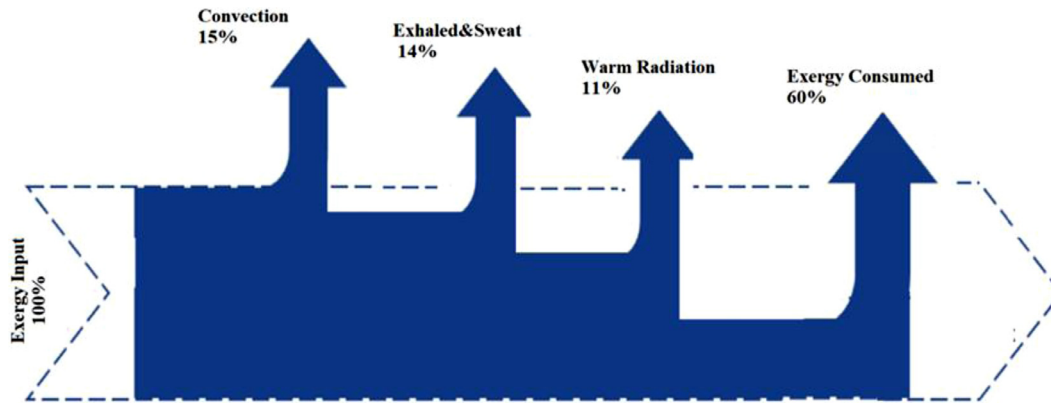 Convection
15%
Exhaled&Sweat
14%
Warm Radiation
11%
Exergy Consumed
60%
Exergy Input
100%